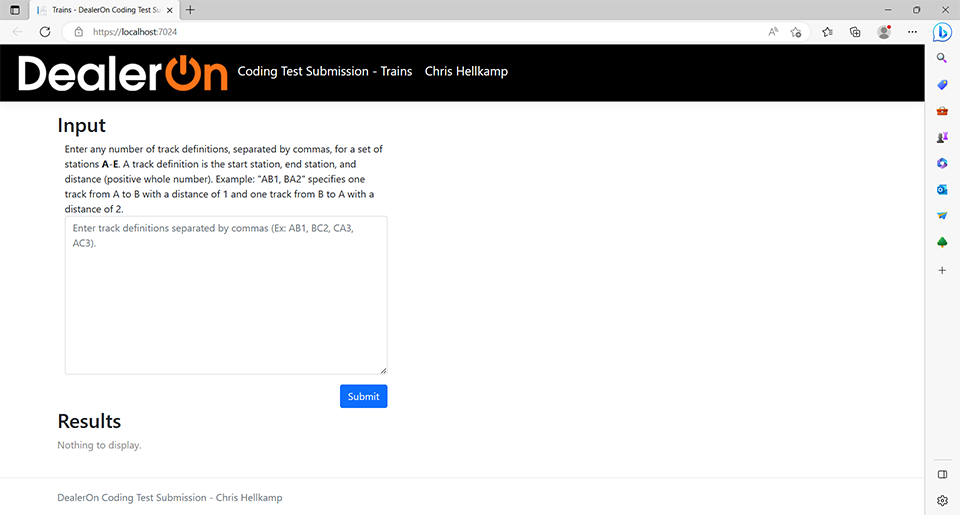 Trains - DealerOn Coding Test Su
https://localhost:7024
DealerOn Coding Test Submission - Trains Chris Hellkamp
Input
Enter any number of track definitions, separated by commas, for a set of
stations A-E. A track definition is the start station, end station, and
distance (positive whole number). Example: "AB1, BA2" specifies one
track from A to B with a distance of 1 and one track from B to A with a
distance of 2.
Enter track definitions separated by commas (Ex: AB1, BC2, CA3,
AC3).
Submit
Results
Nothing to display.
DealerOn Coding Test Submission - Chris Hellkamp